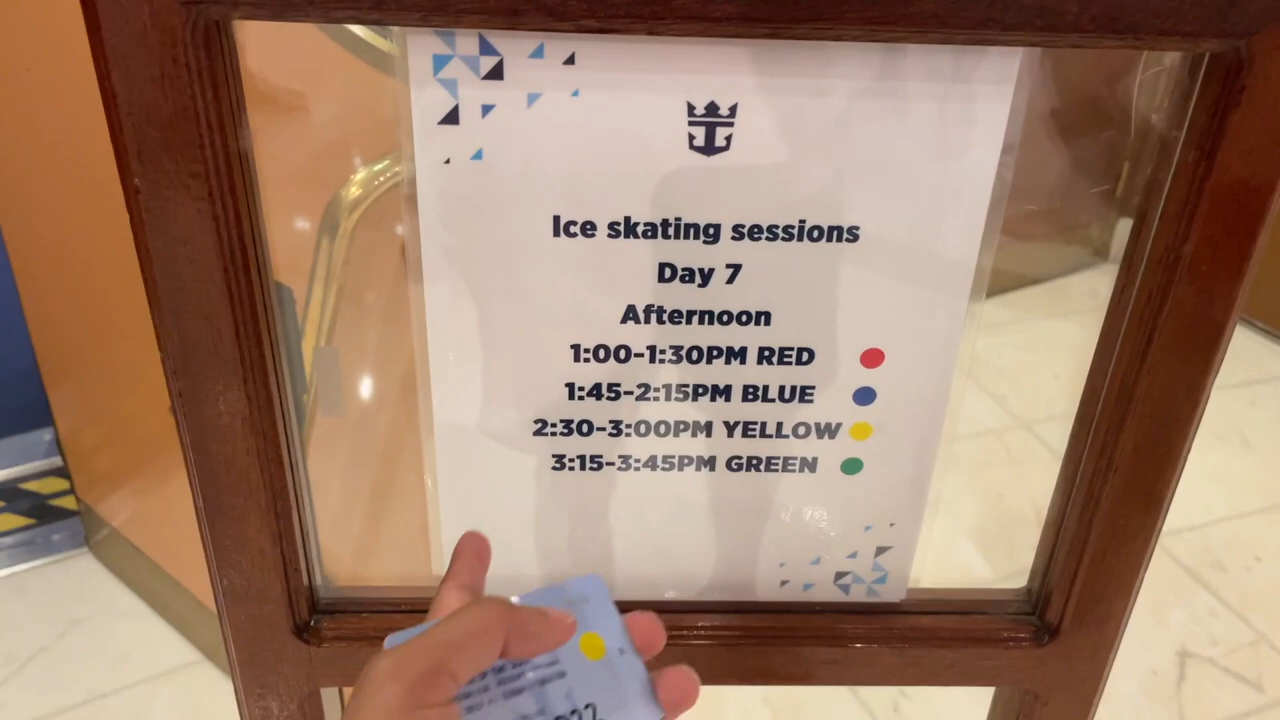 Ice skating sessions
Day 7
Afternoon
1:00-1:30PM RED
1:45-2:15PM BLUE
2:30-3:00PM YELLOW
3:15-3:45PM GREEN